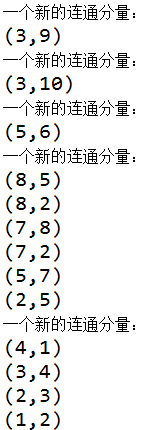 一个新的连通分量:
(3,9)
一个新的连通分量:
(3,10)
一个新的连通分量:
(5,6)
一个新的连通分量:
(8,5)
(8,2)
(7,8)
(7,2)
(5,7)
(2,5)
一个新的连通分量:
(4,1)
(3,4)
(2,3)
(1,2)